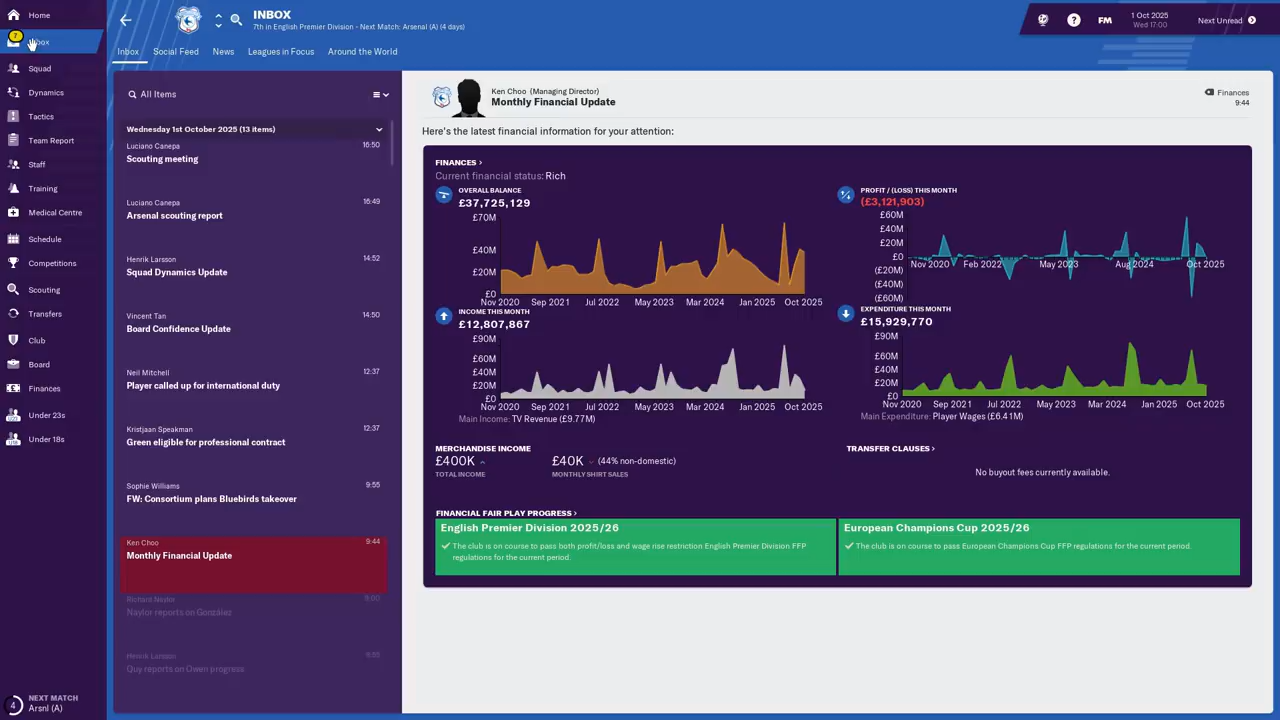 Home
7
Inbox
Squad
Dynamics
Tactics
Team Report
Staff
Training
Medical Centre
Schedule
Competitions
Scouting
Transfers
Club
Board
Finances
Under 23s
Under 18s
4
NEXT MATCH
Arsnl (A)
INBOX
7th in English Premier Division - Next Match: Arsenal (A) (4 days)
?
FM
1 Oct 2025
Wed 17:00
Next Unread
Inbox
Social Feed
News
Leagues in Focus
Around the World
All Items
Wednesday 1st October 2025 (13 items)
Luciano Canepa 16:50
Scouting meeting
Luciano Canepa 16:49
Arsenal scouting report
Henrik Larsson 14:52
Squad Dynamics Update
Vincent Tan 14:50
Board Confidence Update
Neil Mitchell 12:37
Player called up for international duty
Kristjaan Speakman 12:37
Green eligible for professional contract
Sophie Williams 9:55
FW: Consortium plans Bluebirds takeover
Ken Choo 9:44
Monthly Financial Update
Richard Naylor 9:00
Naylor reports on González
Henrik Larsson 8:55
Quy reports on Owen progress
Ken Choo (Managing Director)
Monthly Financial Update
Finances
9:44
Here's the latest financial information for your attention:
FINANCES >
Current financial status: Rich
OVERALL BALANCE
£37,725,129
£70M
£40M
£20M
£0
Nov 2020 Sep 2021 Jul 2022 May 2023 Mar 2024 Jan 2025 Oct 2025
PROFIT / (LOSS) THIS MONTH
(£3,121,903)
£60M
£40M
£20M
£0
(£20M)
(£40M)
(£60M)
Nov 2020 Feb 2022 May 2023 Aug 2024 Oct 2025
INCOME THIS MONTH
£12,807,867
£90M
£60M
£40M
£20M
£0
Nov 2020 Sep 2021 Jul 2022 May 2023 Mar 2024 Jan 2025 Oct 2025
Main Income: TV Revenue (£9.77M)
EXPENDITURE THIS MONTH
£15,929,770
£90M
£60M
£40M
£20M
£0
Nov 2020 Sep 2021 Jul 2022 May 2023 Mar 2024 Jan 2025 Oct 2025
Main Expenditure: Player Wages (£6.41M)
MERCHANDISE INCOME
£400K
TOTAL INCOME
£40K (44% non-domestic)
MONTHLY SHIRT SALES
TRANSFER CLAUSES >
No buyout fees currently available.
FINANCIAL FAIR PLAY PROGRESS >
English Premier Division 2025/26
The club is on course to pass both profit/loss and wage rise restriction English Premier Division FFP
regulations for the current period.
European Champions Cup 2025/26
The club is on course to pass European Champions Cup FFP regulations for the current period.